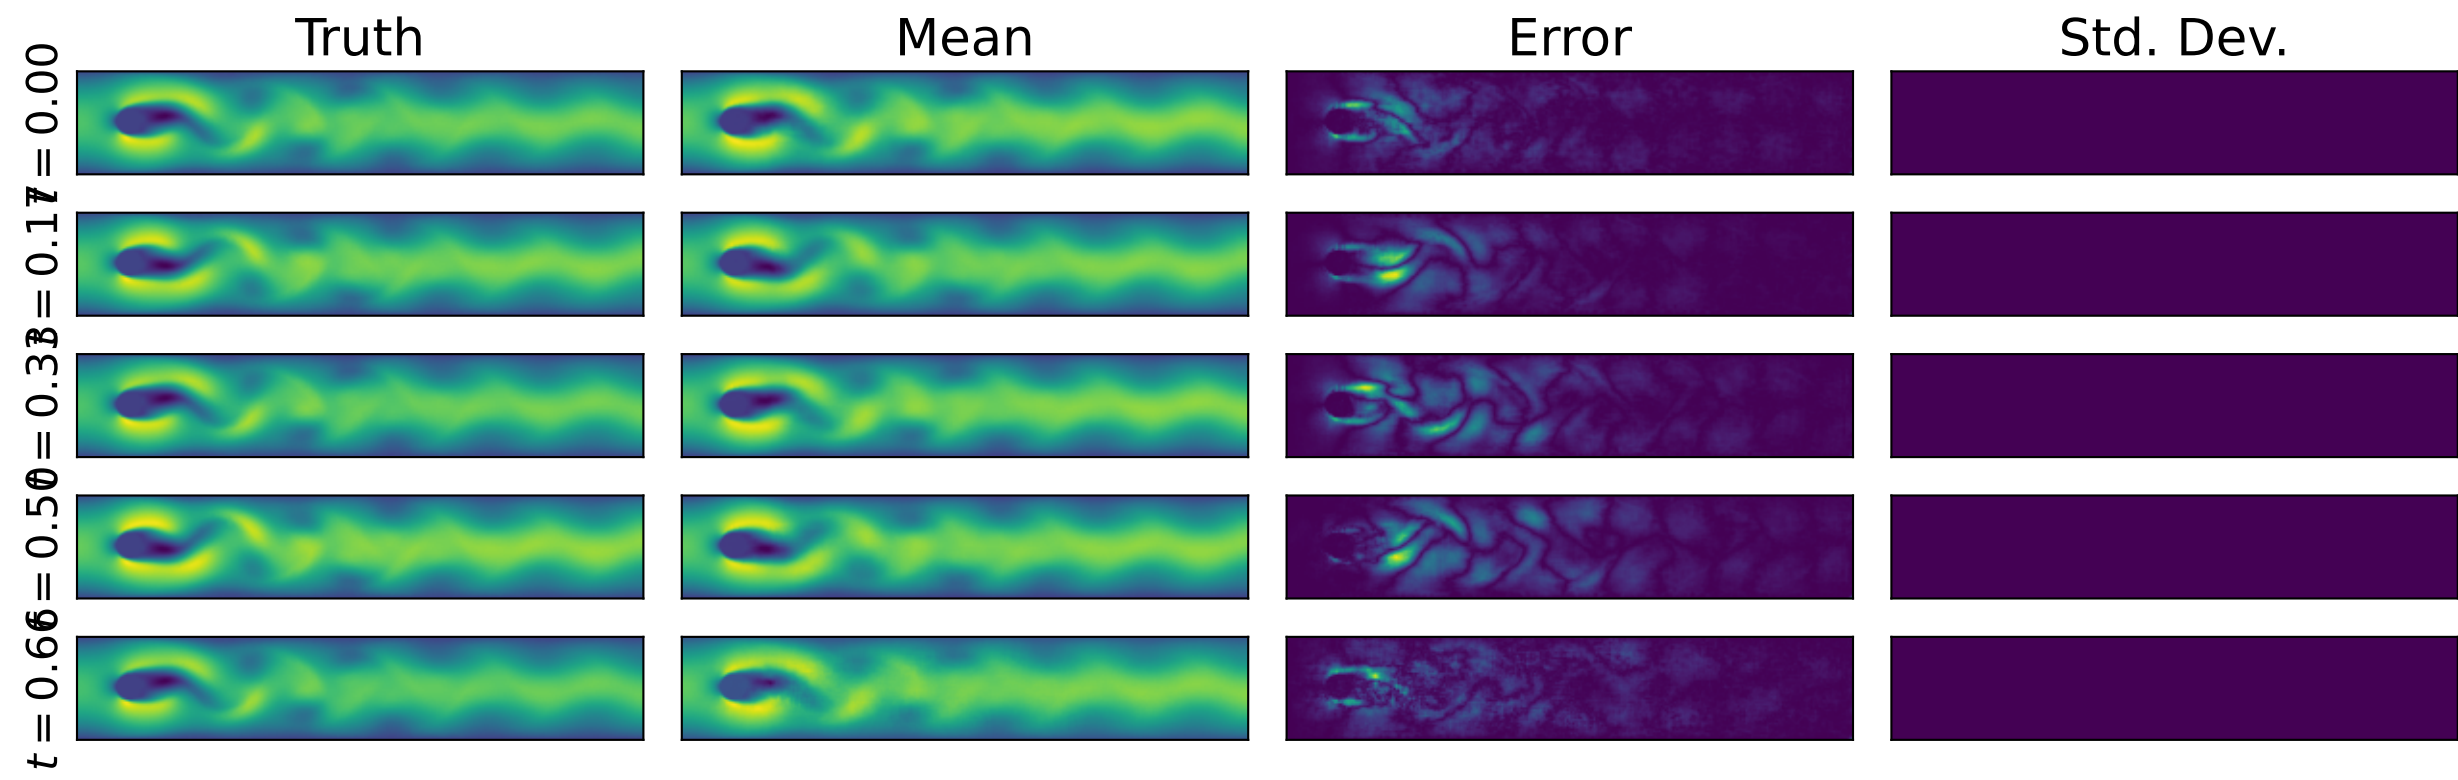 Truth Mean Error Std. Dev.
t = 0.00
t = 0.17
t = 0.33
t = 0.50
t = 0.66